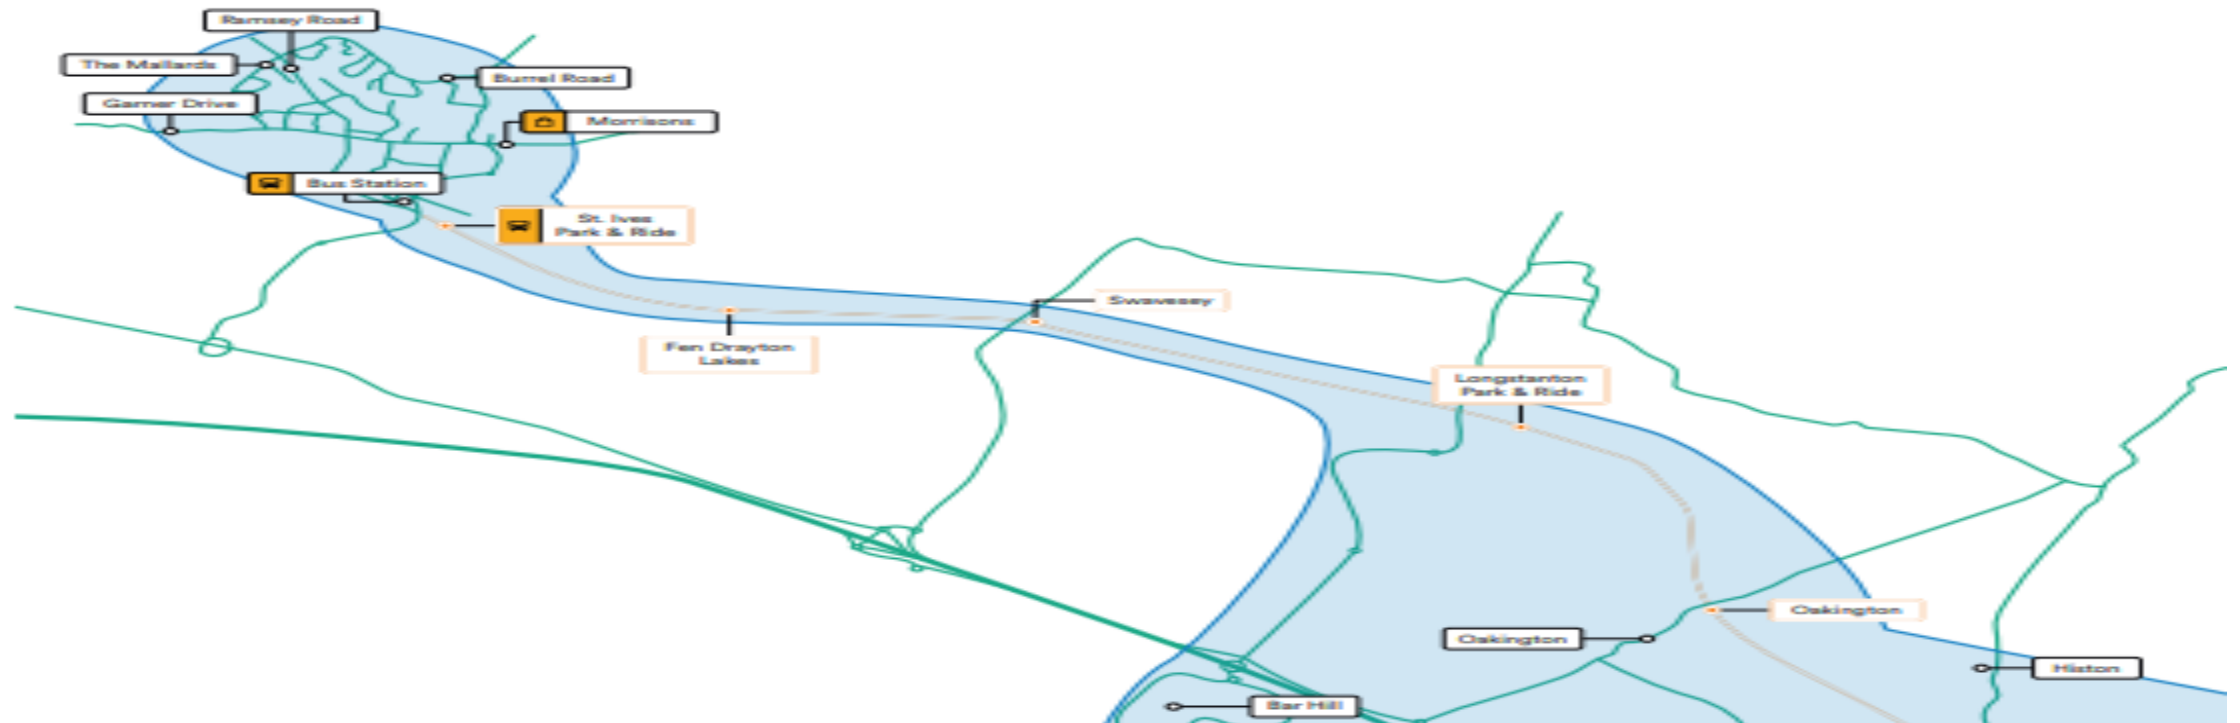 Ramsey Road
The Mallards
Burrel Road
Garner Drive
Morrisons
Bus Station
St. Ives
Park & Ride
Swavesey
Fen Drayton
Lakes
Longstanton
Park & Ride
Oakington
Oakington
Histon
Bar Hill